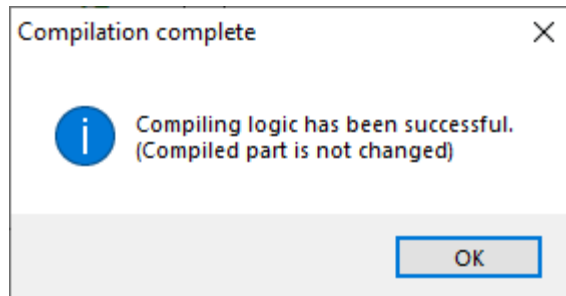 Compilation complete
Compiling logic has been successful.
(Compiled part is not changed)
OK